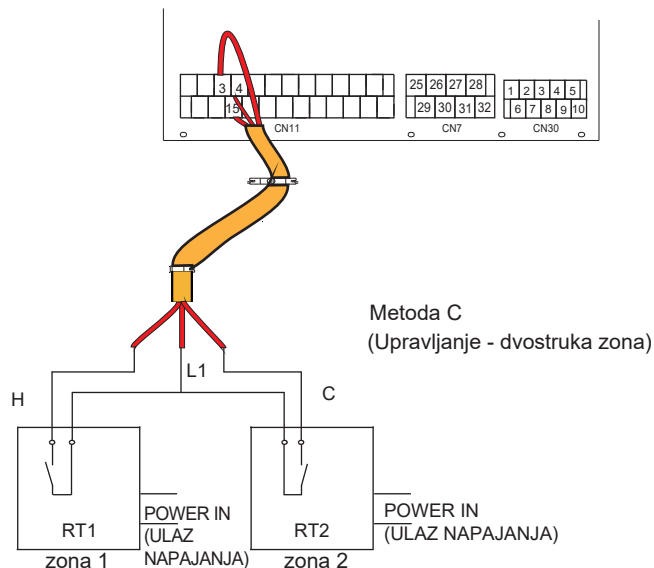 3 4
15
CN11
25 26 27 28
29 30 31 32
CN7
1 2 3 4 5
6 7 8 9 10
CN30
Metoda C
(Upravljanje - dvostruka zona)
H
L1
C
RT1
zona 1
POWER IN
(ULAZ
NAPAJANJA)
RT2
zona 2
POWER IN
(ULAZ NAPAJANJA)